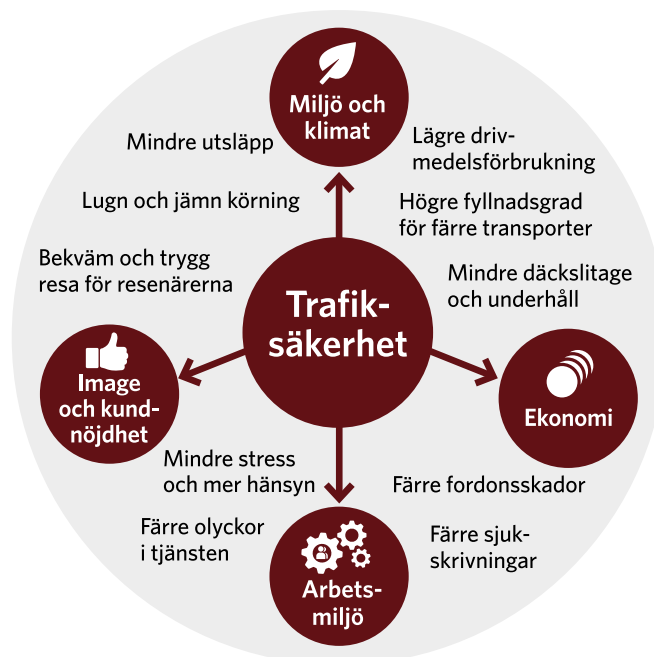 Miljö och
klimat
Mindre utsläpp
Lägre driv-
medelsförbrukning
Lugn och jämn körning
Högre fyllnadsgrad
för färre transporter
Bekväm och trygg
resa för resenärerna
Mindre däckslitage
och underhåll
Trafik-
säkerhet
Image
och kund-
nöjdhet
Ekonomi
Mindre stress
och mer hänsyn
Färre fordonsskador
Färre olyckor
i tjänsten
Färre sjuk-
skrivningar
Arbets-
miljö